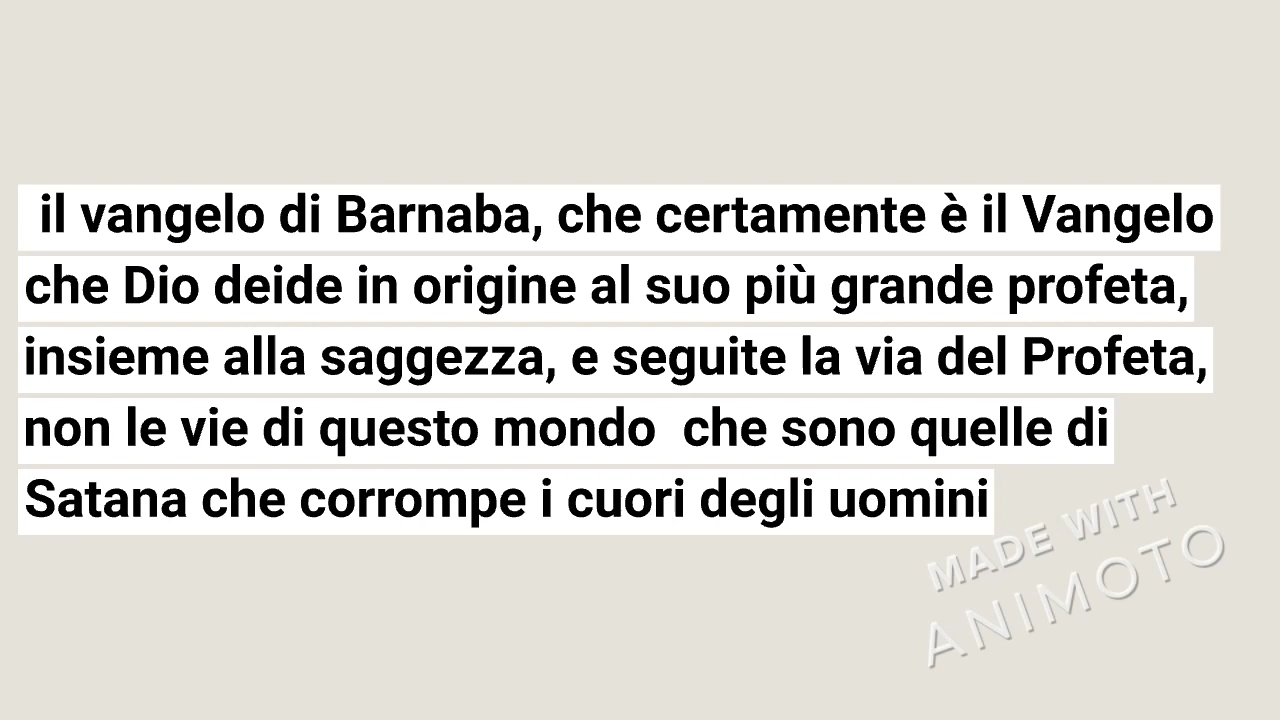 il vangelo di Barnaba, che certamente è il Vangelo
che Dio deide in origine al suo più grande profeta,
insieme alla saggezza, e seguite la via del Profeta,
non le vie di questo mondo  che sono quelle di
Satana che corrompe i cuori degli uomini
MADE WITH
ANIMOTO